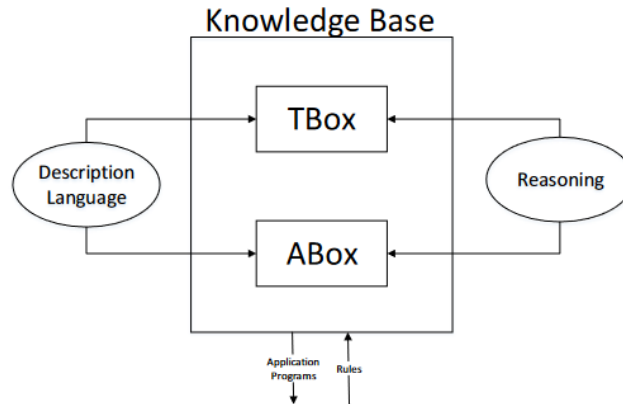 Knowledge Base
TBox
Description
Language
Reasoning
ABox
Application
Programs
Rules